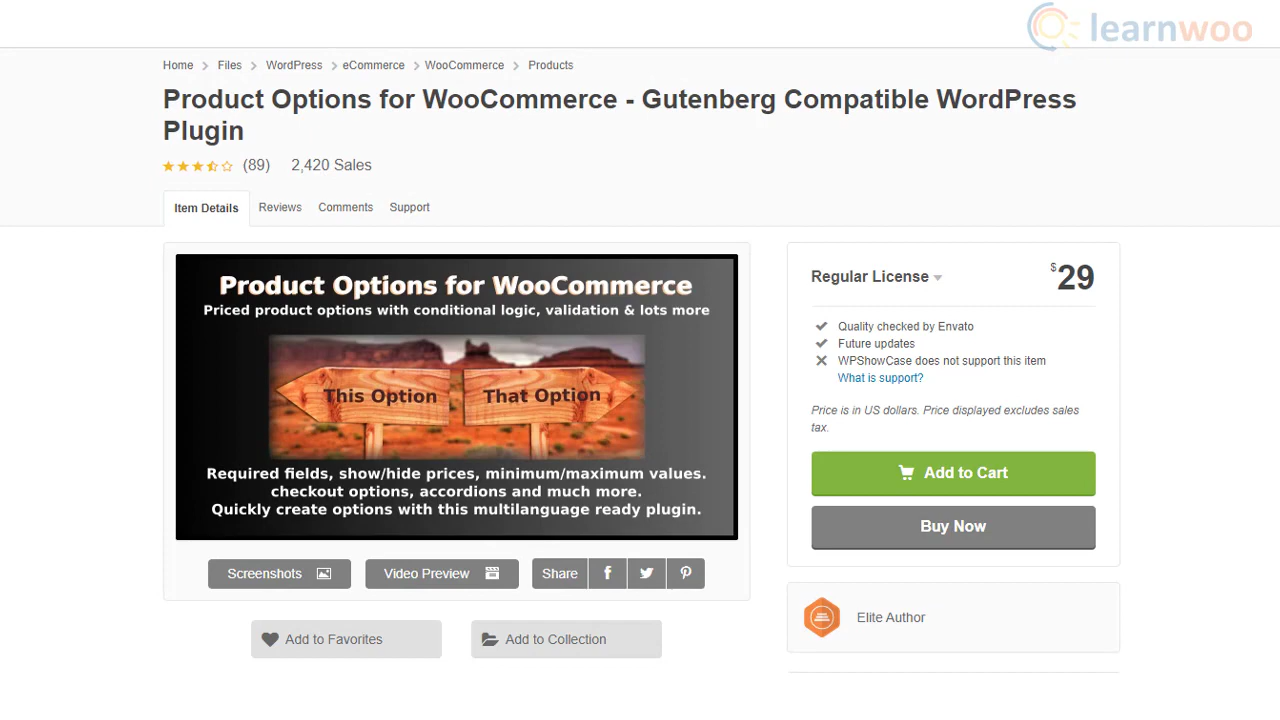 learnwoo
Home Files WordPress eCommerce WooCommerce Products
Product Options for WooCommerce - Gutenberg Compatible WordPress
Plugin
(89) 2,420 Sales
Item Details Reviews Comments Support
Product Options for WooCommerce
Priced product options with conditional logic, validation & lots more
This Option That Option
Required fields, show/hide prices, minimum/maximum values.
checkout options, accordions and much more.
Quickly create options with this multilanguage ready plugin.
Screenshots Video Preview Share
Add to Favorites Add to Collection
Regular License $29
Quality checked by Envato
Future updates
WPShowCase does not support this item
What is support?
Price is in US dollars. Price displayed excludes sales
tax.
Add to Cart
Buy Now
Elite Author